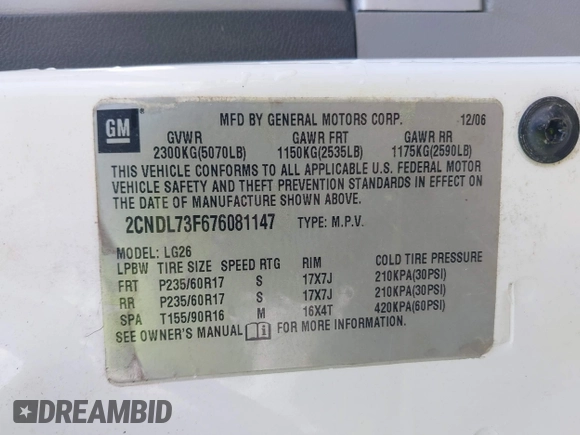 GM
MFD BY GENERAL MOTORS CORP. 12/06
GVWR GAWR FRT GAWR RR
2300KG(5070LB) 1150KG(2535LB) 1175KG(2590LB)
THIS VEHICLE CONFORMS TO ALL APPLICABLE U.S. FEDERAL MOTOR
VEHICLE SAFETY AND THEFT PREVENTION STANDARDS IN EFFECT ON
THE DATE OF MANUFACTURE SHOWN ABOVE.
2CNDL73F676081147 TYPE: M.P.V.
MODEL: LG26
LPBW TIRE SIZE SPEED RTG RIM COLD TIRE PRESSURE
FRT P235/60R17 S 17X7J 210KPA(30PSI)
RR P235/60R17 S 17X7J 210KPA(30PSI)
SPA T155/90R16 M 16X4T 420KPA(60PSI)
SEE OWNER'S MANUAL FOR MORE INFORMATION.
DREAMBID